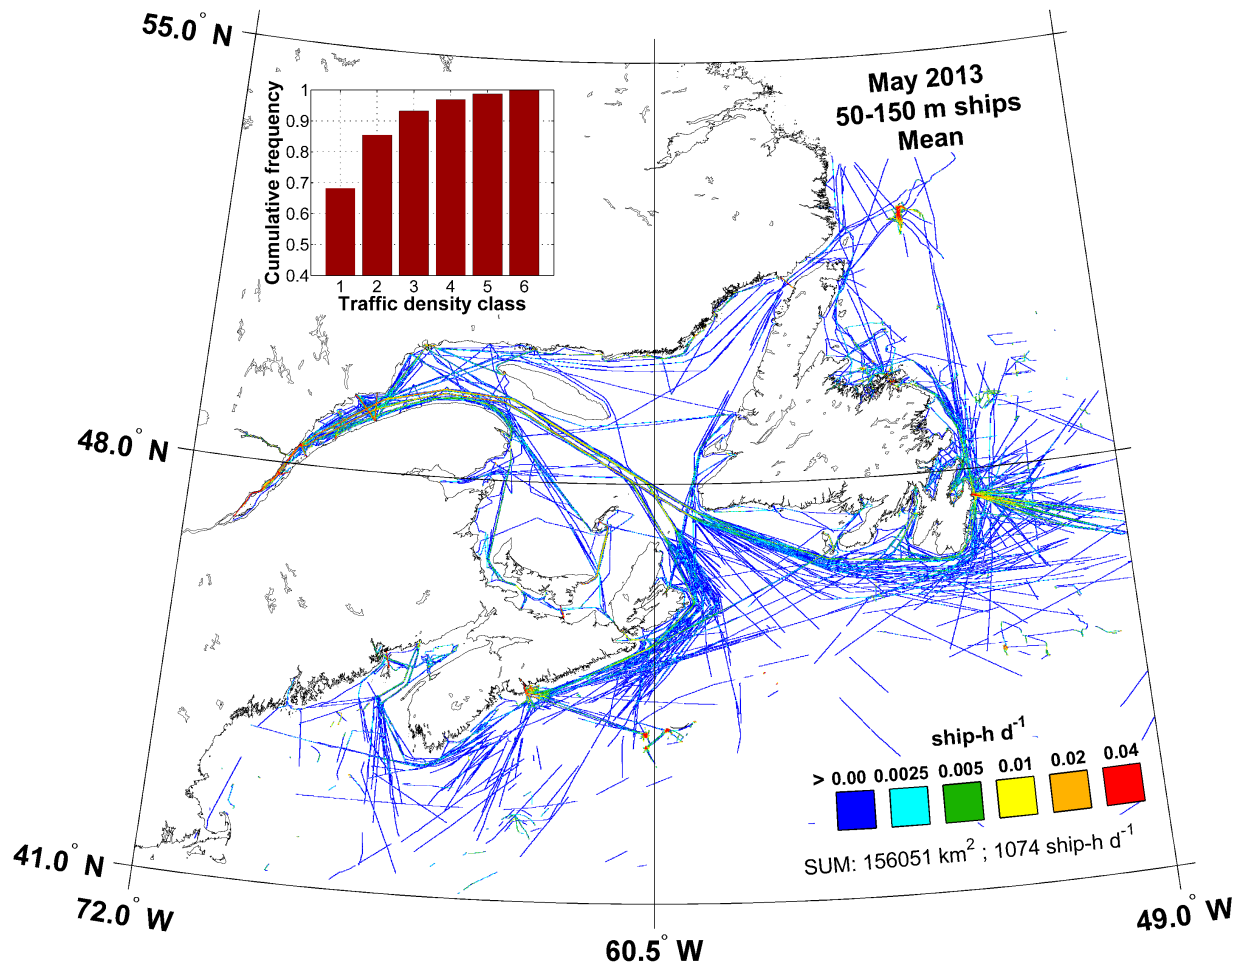 55.0° N
May 2013
50-150 m ships
Mean
Cumulative frequency
1
0.9
0.8
0.7
0.6
0.5
0.4
1 2 3 4 5 6
Traffic density class
48.0° N
ship-h d-1
> 0.00 0.0025 0.005 0.01 0.02 0.04
SUM: 156051 km2 ; 1074 ship-h d-1
41.0° N
72.0° W
60.5° W
49.0° W